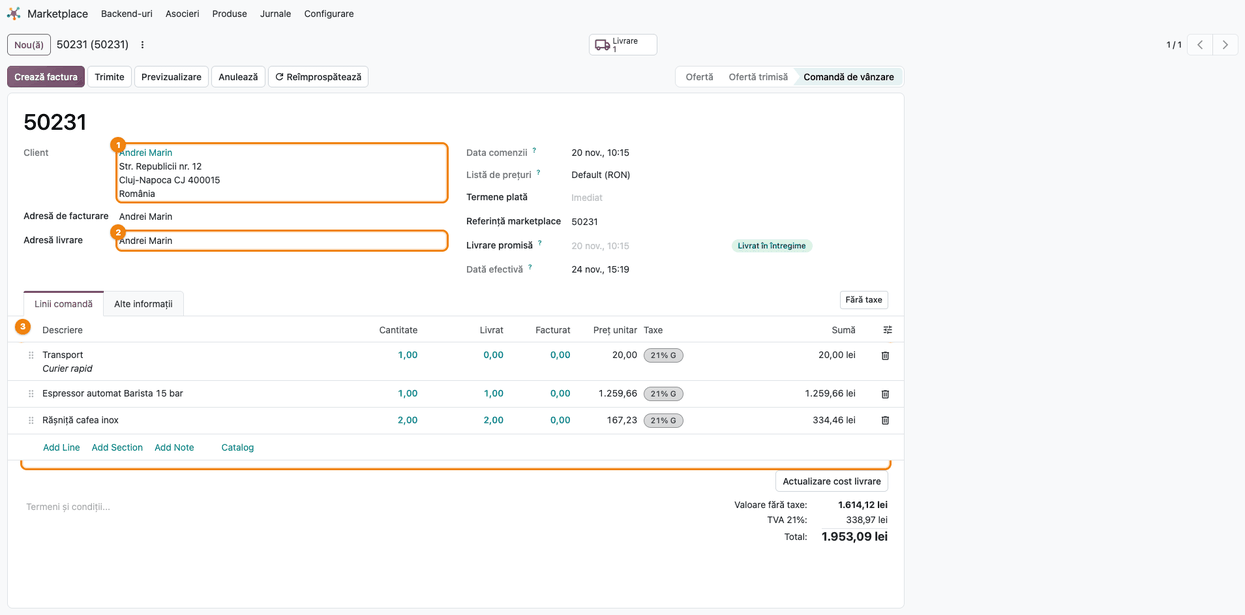 Marketplace Backend-uri Asocieri Produse Jurnale Configurare
Nou(ă) 50231 (50231) Livrare 1 1 / 1
Crează factura Trimite Previzualizare Anulează Reîmprospătează Ofertă Ofertă trimisă Comandă de vânzare
50231
1
Client Andrei Marin
Str. Republicii nr. 12
Cluj-Napoca CJ 400015
România
Adresă de facturare Andrei Marin
2
Adresă livrare Andrei Marin
Data comenzii ? 20 nov., 10:15
Listă de prețuri ? Default (RON)
Termene plată Imediat
Referință marketplace 50231
Livrare promisă ? 20 nov., 10:15 Livrat în întregime
Dată efectivă ? 24 nov., 15:19
Linii comandă Alte informații Fără taxe
3 Descriere Cantitate Livrat Facturat Preț unitar Taxe Sumă
Transport 1,00 0,00 0,00 20,00 21% G 20,00 lei
Curier rapid
Espressor automat Barista 15 bar 1,00 1,00 0,00 1.259,66 21% G 1.259,66 lei
Râșniță cafea inox 2,00 2,00 0,00 167,23 21% G 334,46 lei
Add Line Add Section Add Note Catalog
Actualizare cost livrare
Termeni și condiții...
Valoare fără taxe: 1.614,12 lei
TVA 21%: 338,97 lei
Total: 1.953,09 lei